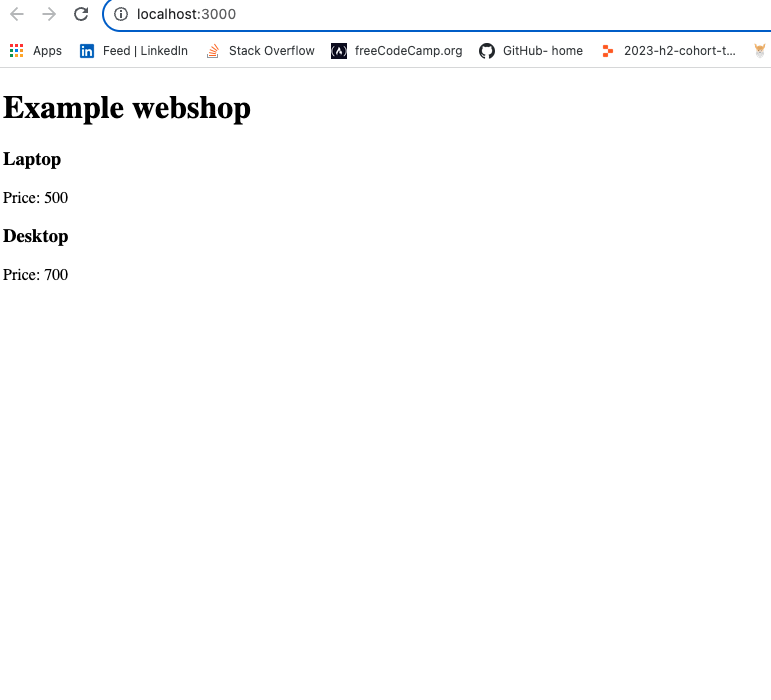 localhost:3000
Apps Feed | LinkedIn Stack Overflow freeCodeCamp.org GitHub- home 2023-h2-cohort-t...
Example webshop
Laptop
Price: 500
Desktop
Price: 700